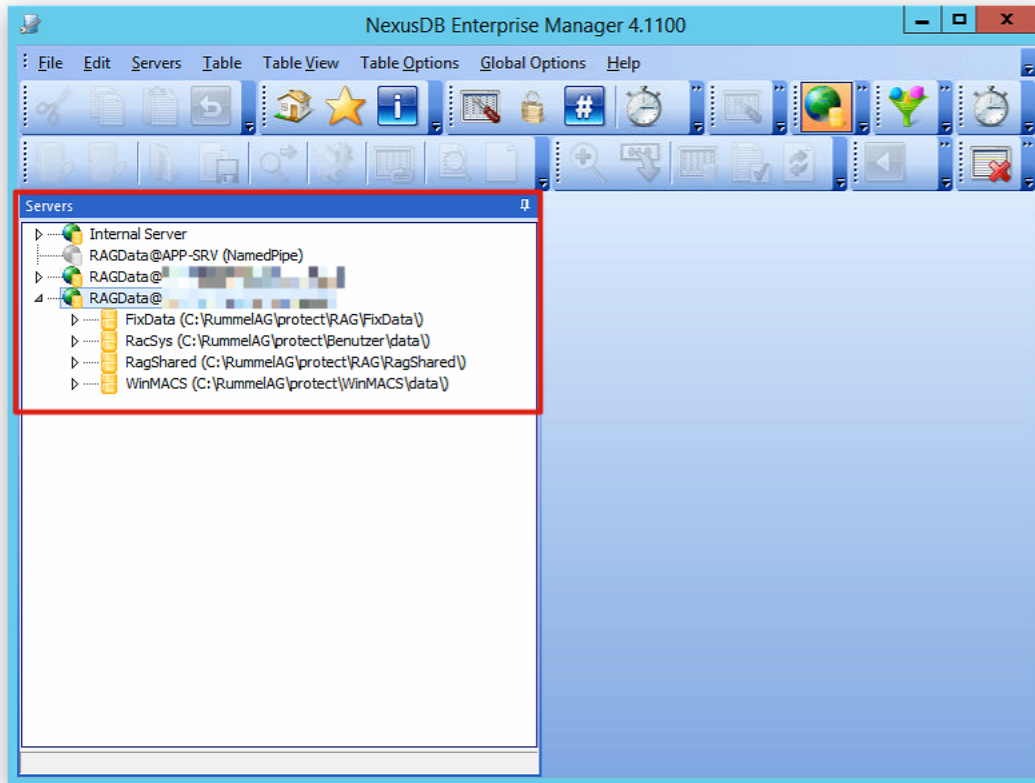 NexusDB Enterprise Manager 4.1100
File Edit Servers Table Table View Table Options Global Options Help
Servers
Internal Server
RAGData@APP-SRV (NamedPipe)
RAGData@
RAGData@
FixData (C:\RummelAG\protect\RAG\FixData\)
RacSys (C:\RummelAG\protect\Benutzer\data\)
RagShared (C:\RummelAG\protect\RAG\RagShared\)
WinMACS (C:\RummelAG\protect\WinMACS\data\)